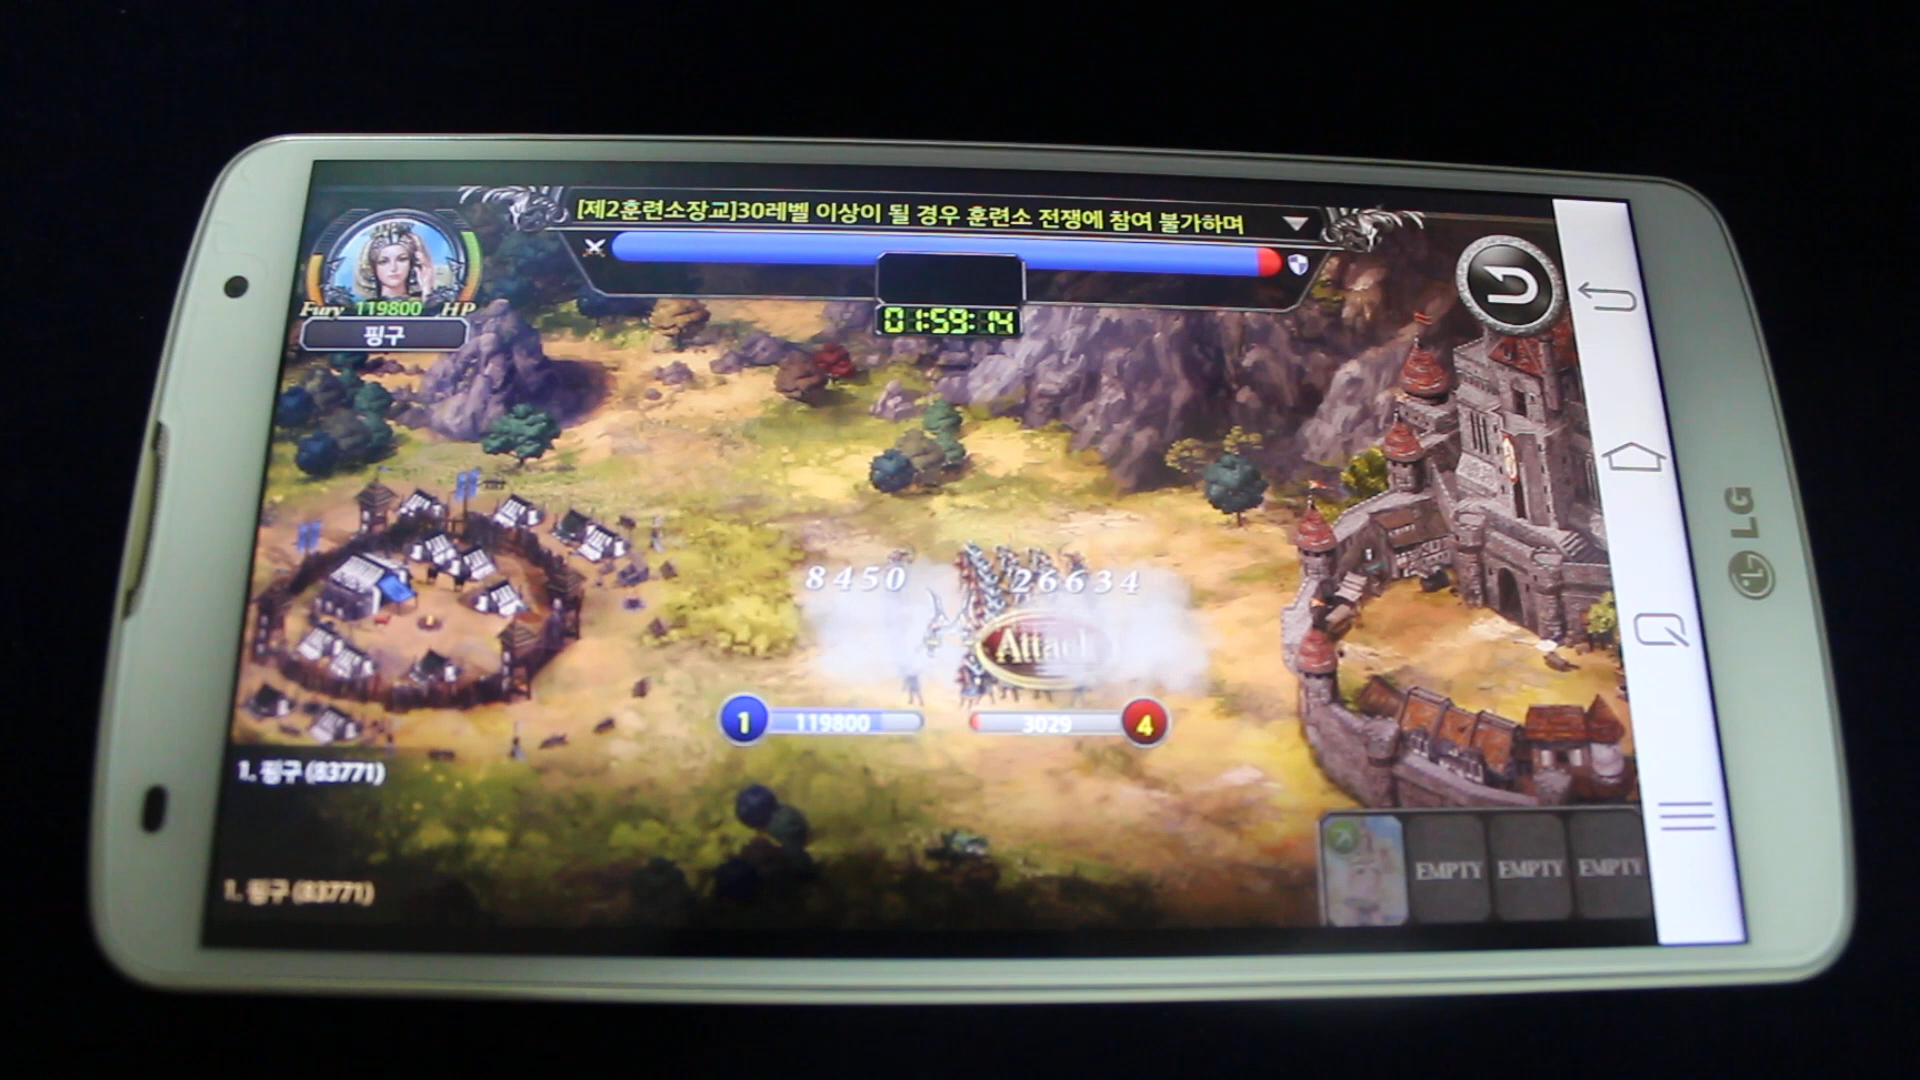 [제2훈련소장교]30레벨 이상이 될 경우 훈련소 전쟁에 참여 불가하며
Fury 119800 HP
핑구
01:59:14
8450 26634
Attack
1 119800 3029 4
1. 핑구 (83771)
1. 핑구 (83771)
EMPTY EMPTY EMPTY
LG